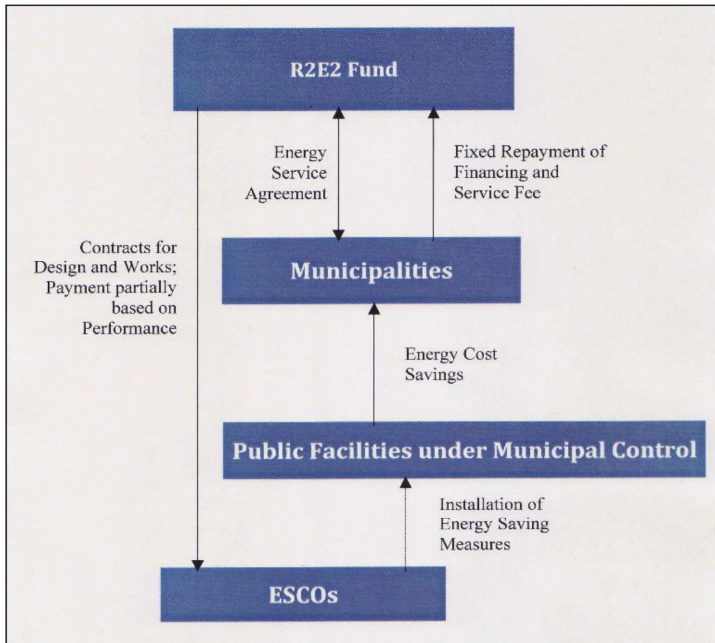 R2E2 Fund
Energy
Service
Agreement
Fixed Repayment of
Financing and
Service Fee
Contracts for
Design and Works;
Payment partially
based on
Performance
Municipalities
Energy Cost
Savings
Public Facilities under Municipal Control
Installation of
Energy Saving
Measures
ESCOs